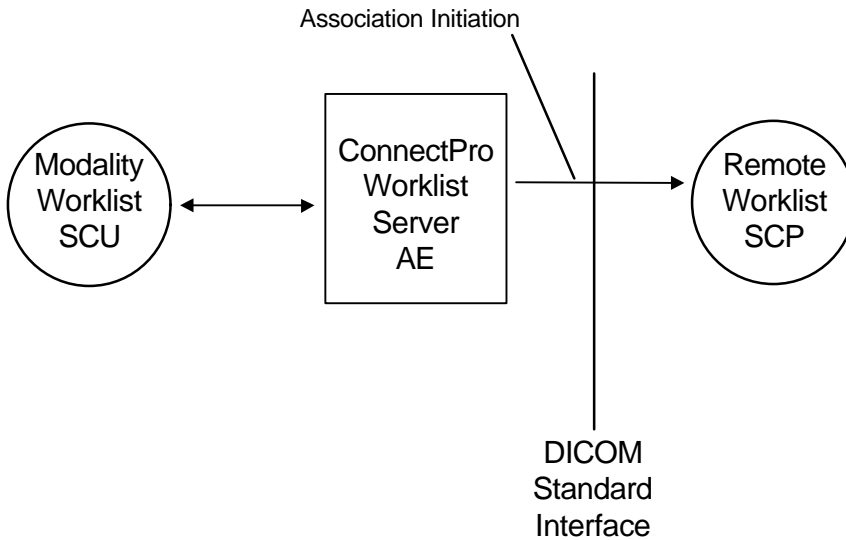 Association Initiation
Modality
Worklist
SCU
ConnectPro
Worklist
Server
AE
Remote
Worklist
SCP
DICOM
Standard
Interface